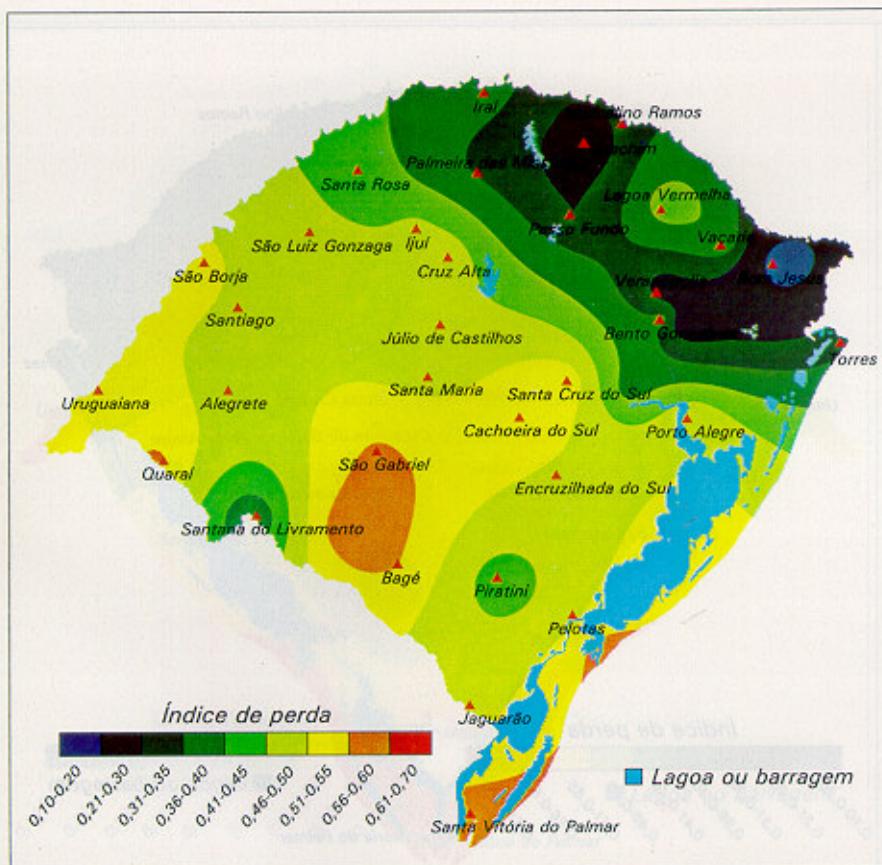 Iraí
Ramos
Palmeira das
Santa Rosa
Lagoa Vermelha
Passo Fundo
São Luiz Gonzaga
Ijuí
Vacaria
São Borja
Cruz Alta
Bom Jesus
Santiago
Júlio de Castilhos
Bento
Torres
Santa Maria
Santa Cruz do Sul
Uruguaiana
Alegrete
Cachoeira do Sul
Porto Alegre
Quaraí
São Gabriel
Encruzilhada do Sul
Santana do Livramento
Bagé
Piratini
Pelotas
Jaguarão
Índice de perda
0,10-0,20
0,21-0,30
0,31-0,35
0,36-0,40
0,41-0,45
0,46-0,50
0,51-0,55
0,56-0,60
0,61-0,70
Lagoa ou barragem
Santa Vitória do Palmar